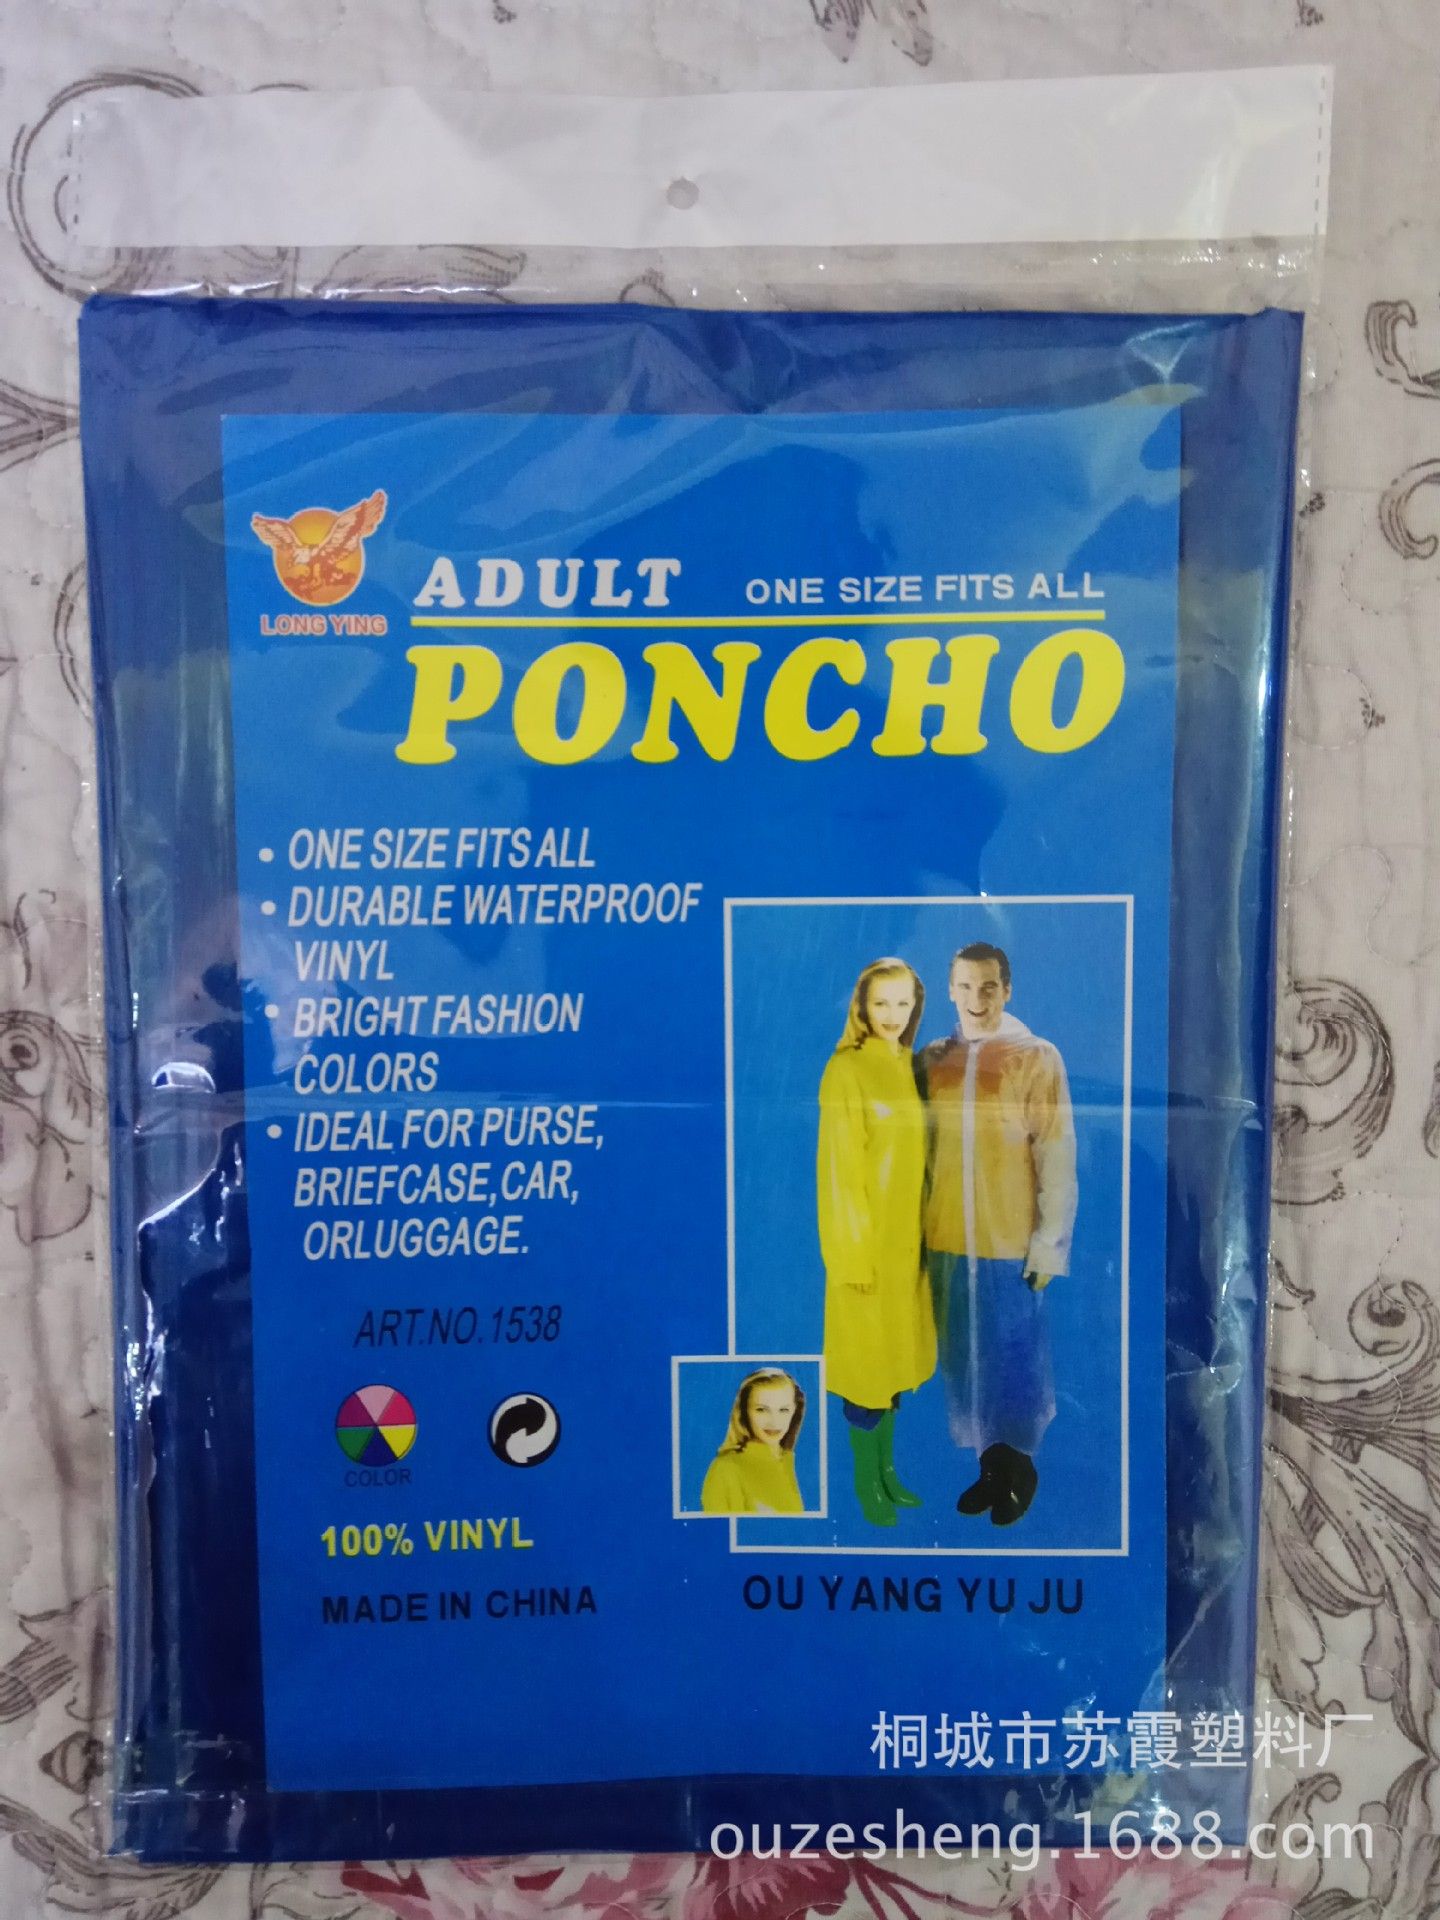 LONG YING
ADULT ONE SIZE FITS ALL
PONCHO
• ONE SIZE FITS ALL
• DURABLE WATERPROOF
VINYL
• BRIGHT FASHION
COLORS
• IDEAL FOR PURSE,
BRIEFCASE, CAR,
ORLUGGAGE.
ART.NO.1538
COLOR
100% VINYL
MADE IN CHINA
OU YANG YU JU
桐城市苏霞塑料厂
ouzesheng.1688.com